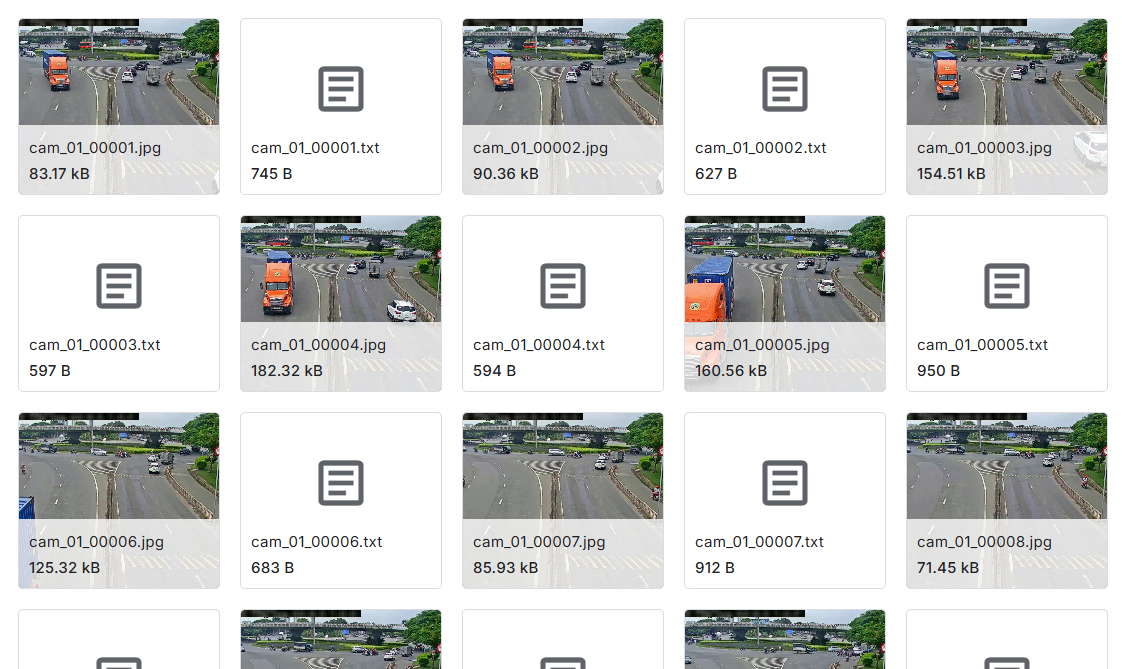 cam_01_00001.jpg
83.17 kB
cam_01_00001.txt
745 B
cam_01_00002.jpg
90.36 kB
cam_01_00002.txt
627 B
cam_01_00003.jpg
154.51 kB
cam_01_00003.txt
597 B
cam_01_00004.jpg
182.32 kB
cam_01_00004.txt
594 B
cam_01_00005.jpg
160.56 kB
cam_01_00005.txt
950 B
cam_01_00006.jpg
125.32 kB
cam_01_00006.txt
683 B
cam_01_00007.jpg
85.93 kB
cam_01_00007.txt
912 B
cam_01_00008.jpg
71.45 kB